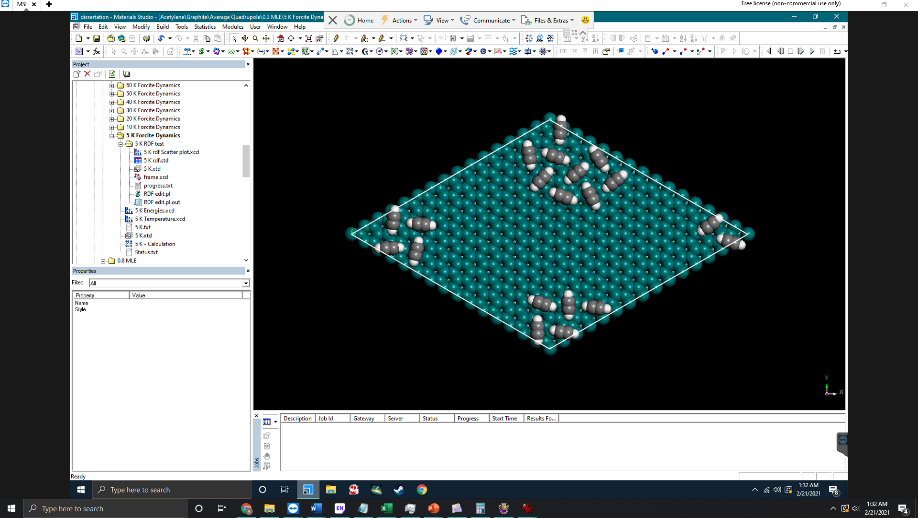 MSI
Free license (non-commercial use only)
dissertation - Materials Studio - [Acetylene\Graphite\Average Quadrupole\0.3 MLE\5 K Forcite Dyna
Home
Actions
View
Communicate
Files & Extras
File Edit View Modify Build Tools Statistics Modules Window Help
Project
60 K Forcite Dynamics
50 K Forcite Dynamics
40 K Forcite Dynamics
30 K Forcite Dynamics
20 K Forcite Dynamics
10 K Forcite Dynamics
5 K Forcite Dynamics
5 K RDF test
5 K rdf Scatter plot.xcd
5 K rdf.std
5 K.xtd
frame.xsd
progress.txt
RDF edit.pl
RDF edit.pl.out
5 K Energies.xcd
5 K Temperature.xcd
5 K.txt
5 K.xtd
5 K - Calculation
Status.txt
0.8 MLE
Properties
Filter: All
Property Value
Name
Style
Y
X
Description Job Id Gateway Server Status Progress Start Time Results Fo...
Jobs
Ready
Type here to search
1:32 AM
2/21/2021
Type here to search
1:32 AM
2/21/2021